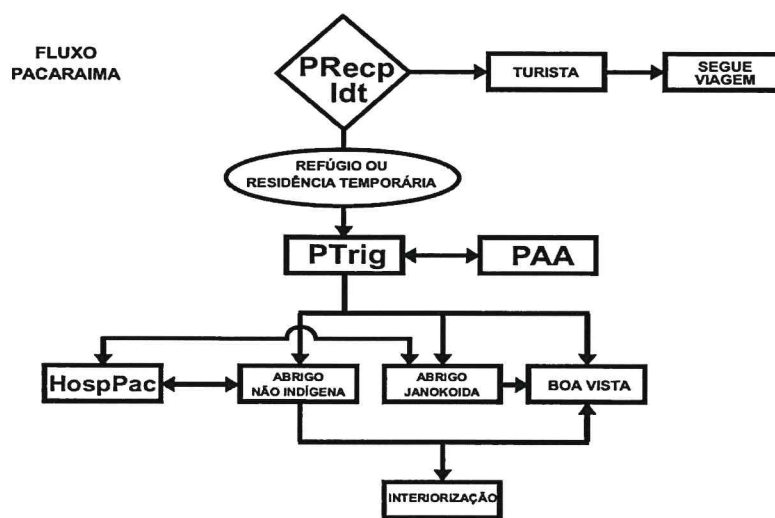 FLUXO
PACARAIMA
PRecp
Idt
TURISTA
SEGUE
VIAGEM
REFÚGIO OU
RESIDÊNCIA TEMPORÁRIA
PTrig
PAA
HospPac
ABRIGO
NÃO INDÍGENA
ABRIGO
JANOKOIDA
BOA VISTA
INTERIORIZAÇÃO